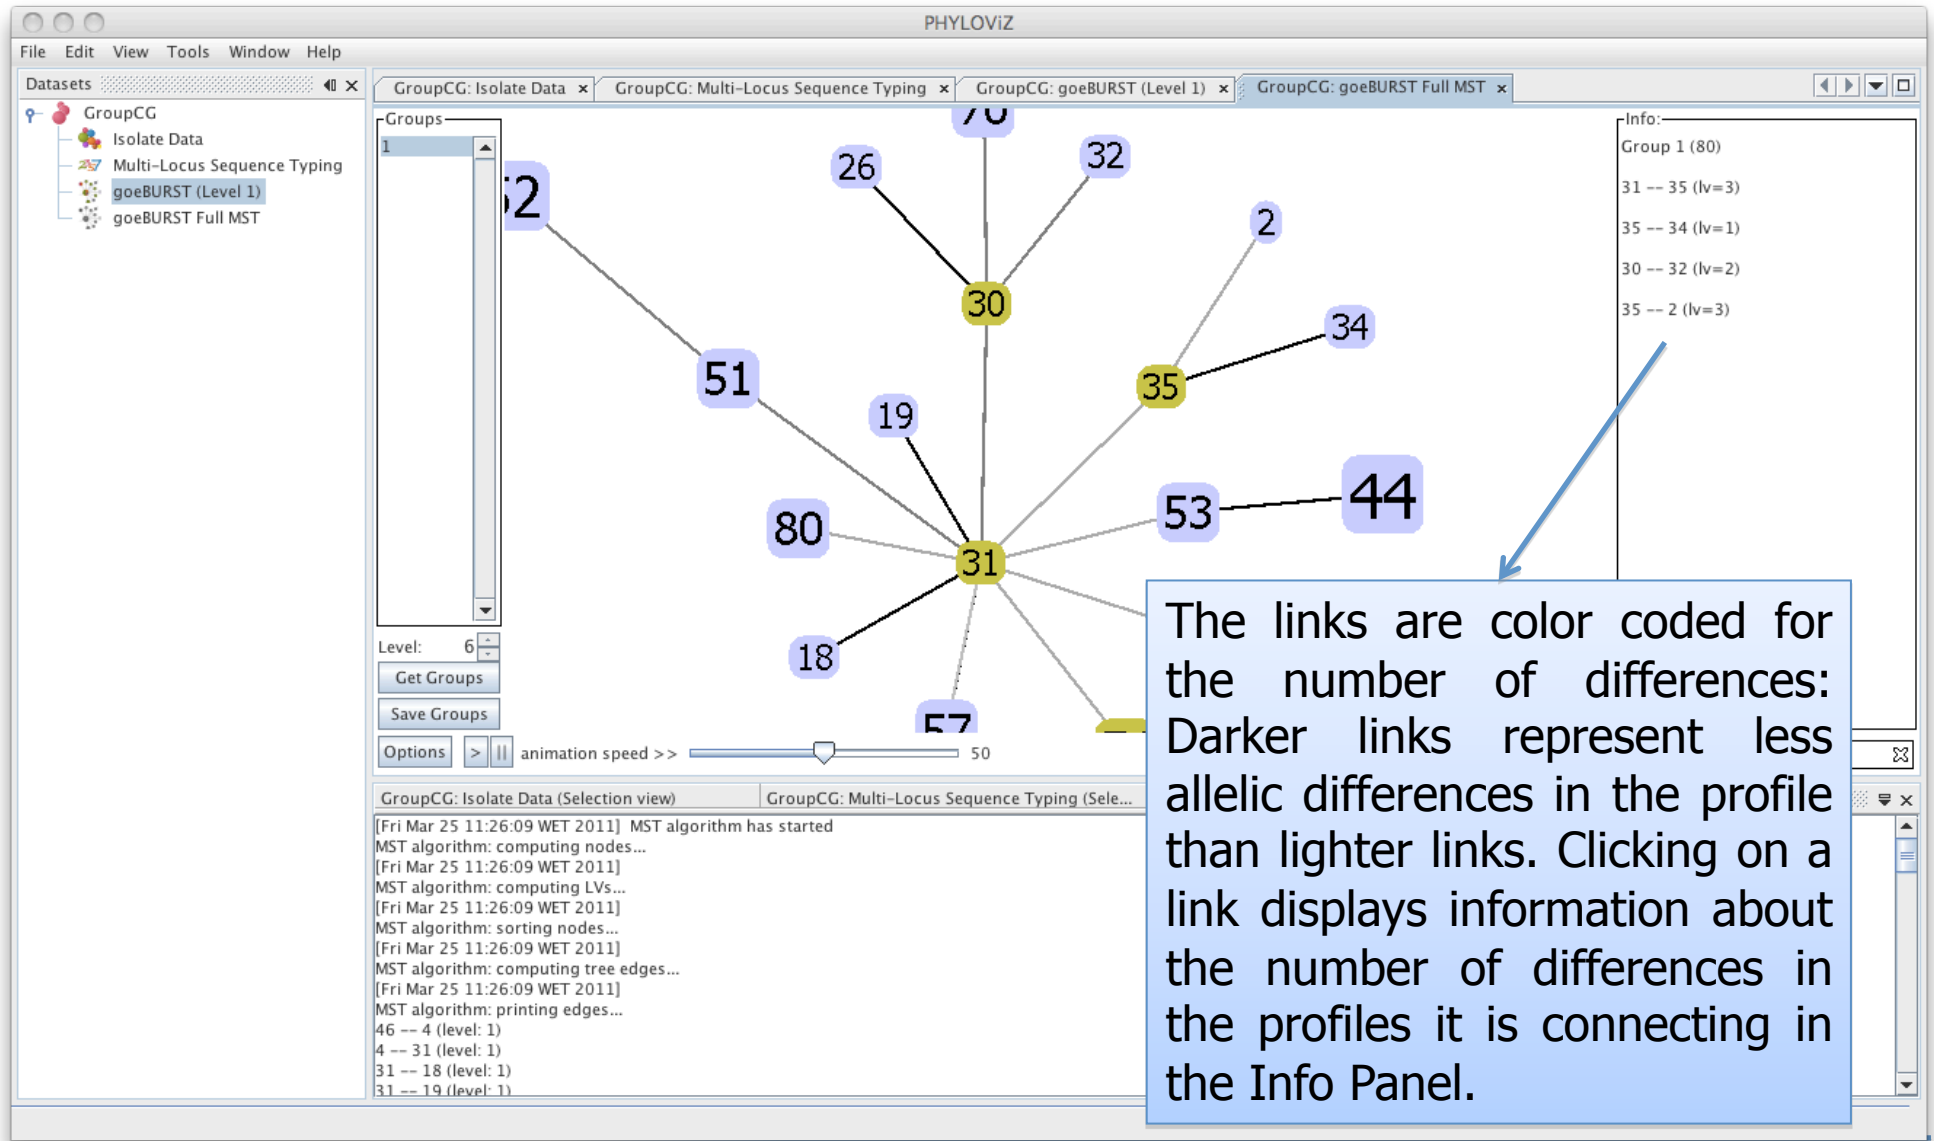 PHYLOViZ
File Edit View Tools Window Help
Datasets
GroupCG
Isolate Data
Multi-Locus Sequence Typing
goeBURST (Level 1)
goeBURST Full MST
GroupCG: Isolate Data
GroupCG: Multi-Locus Sequence Typing
GroupCG: goeBURST (Level 1)
GroupCG: goeBURST Full MST
Groups
1
Level: 6
Get Groups
Save Groups
Options > || animation speed >> 50
26
32
2
30
34
51
35
19
44
53
80
31
18
57
Info:
Group 1 (80)
31 -- 35 (lv=3)
35 -- 34 (lv=1)
30 -- 32 (lv=2)
35 -- 2 (lv=3)
The links are color coded for
the number of differences:
Darker links represent less
allelic differences in the profile
than lighter links. Clicking on a
link displays information about
the number of differences in
the profiles it is connecting in
the Info Panel.
GroupCG: Isolate Data (Selection view)
GroupCG: Multi-Locus Sequence Typing (Sele...
[Fri Mar 25 11:26:09 WET 2011] MST algorithm has started
MST algorithm: computing nodes...
[Fri Mar 25 11:26:09 WET 2011]
MST algorithm: computing LVs...
[Fri Mar 25 11:26:09 WET 2011]
MST algorithm: sorting nodes...
[Fri Mar 25 11:26:09 WET 2011]
MST algorithm: computing tree edges...
[Fri Mar 25 11:26:09 WET 2011]
MST algorithm: printing edges...
46 -- 4 (level: 1)
4 -- 31 (level: 1)
31 -- 18 (level: 1)
31 -- 19 (level: 1)